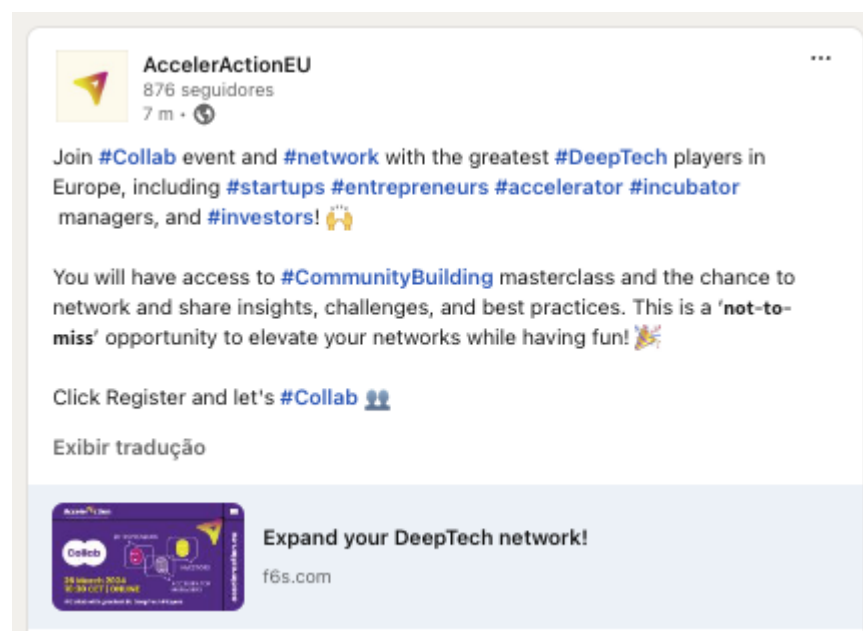 AccelerActionEU
876 seguidores
7 m •
Join #Collab event and #network with the greatest #DeepTech players in
Europe, including #startups #entrepreneurs #accelerator #incubator
managers, and #investors! 🙌
You will have access to #CommunityBuilding masterclass and the chance to
network and share insights, challenges, and best practices. This is a ‘not-to-
miss’ opportunity to elevate your networks while having fun! 🎉
Click Register and let's #Collab 👥
Exibir tradução
Collab
INVESTORS
ONLINE
acceleraction.eu
Expand your DeepTech network!
f6s.com